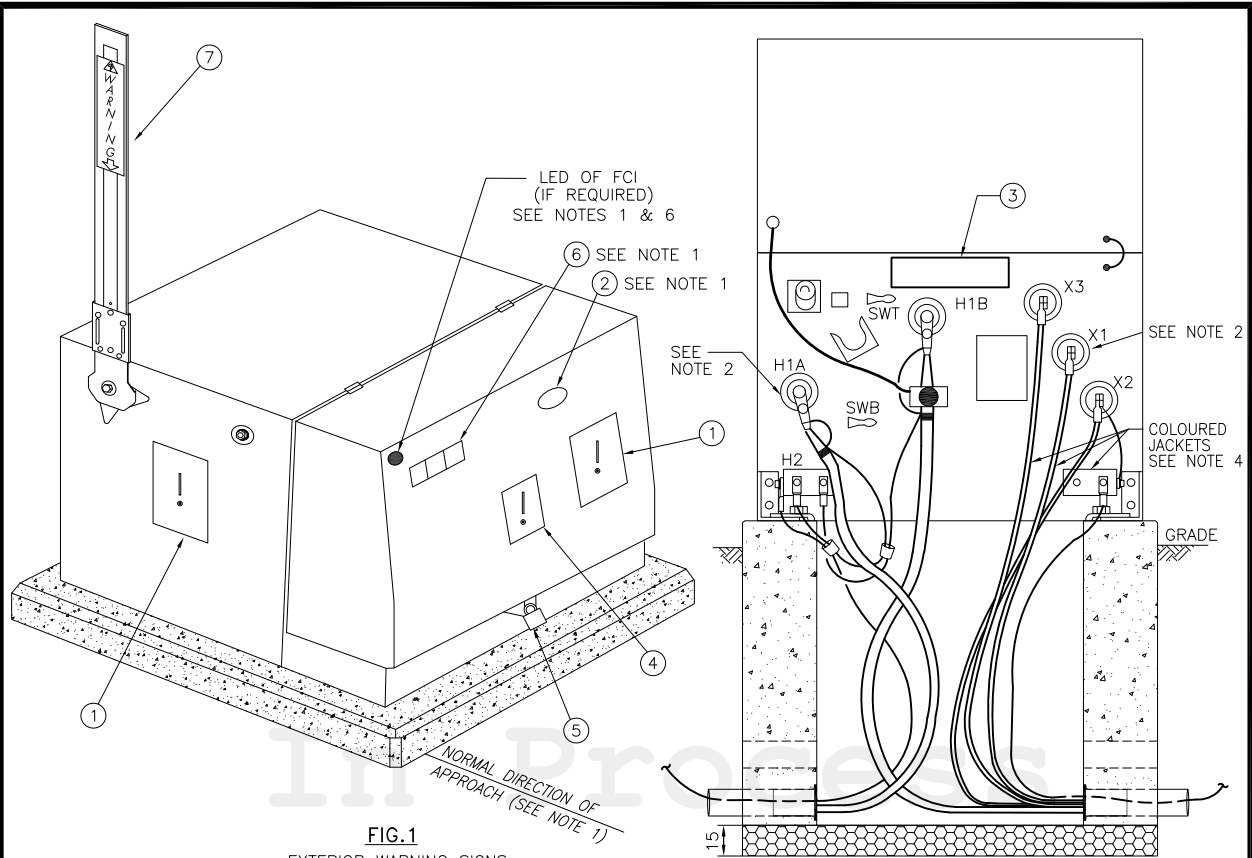 7
WARNING
LED OF FCI
(IF REQUIRED)
SEE NOTES 1 & 6
6 SEE NOTE 1
2 SEE NOTE 1
1
1
4
5
NORMAL DIRECTION OF
APPROACH (SEE NOTE 1)
FIG.1
EXTERIOR WARNING SIGNS
3
SWT
H1B
X3
X1
SEE NOTE 2
SEE
NOTE 2
H1A
X2
SWB
COLOURED
JACKETS
SEE NOTE 4
H2
GRADE
15
In Process